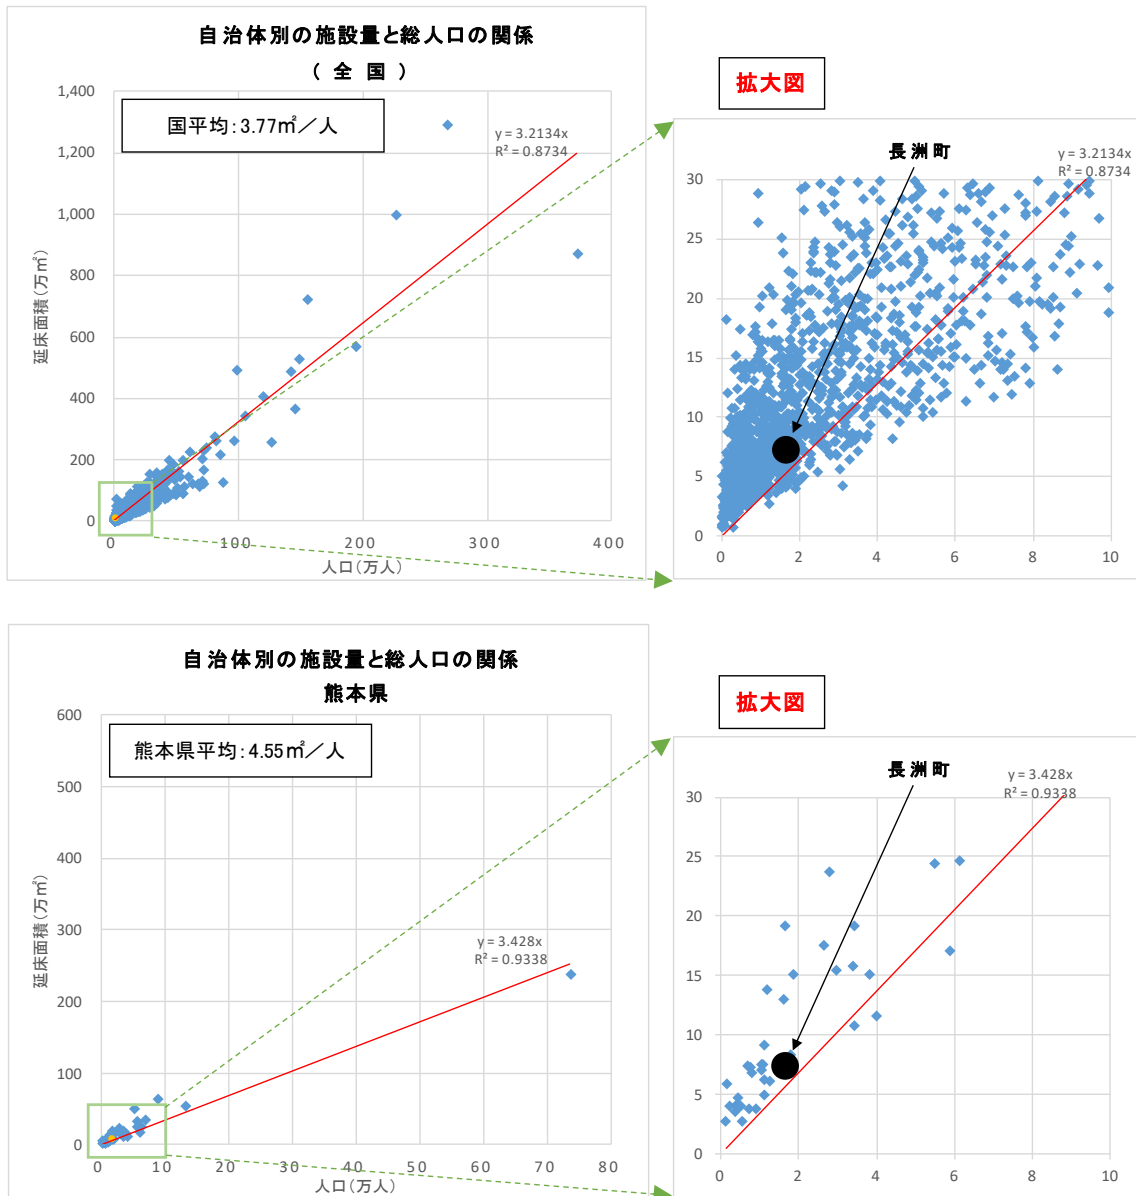 自治体別の施設量と総人口の関係
（ 全 国 ）
拡大図
国平均：3.77㎡／人
1,400
1,200
1,000
800
600
400
200
0
延床面積（万㎡）
y = 3.2134x
R² = 0.8734
0
100
200
300
400
人口（万人）
長洲町
y = 3.2134x
R² = 0.8734
30
25
20
15
10
5
0
0
2
4
6
8
10
自治体別の施設量と総人口の関係
熊本県
拡大図
熊本県平均：4.55㎡／人
600
500
400
300
200
100
0
延床面積（万㎡）
y = 3.428x
R² = 0.9338
0
10
20
30
40
50
60
70
80
人口（万人）
長洲町
y = 3.428x
R² = 0.9338
30
25
20
15
10
5
0
0
2
4
6
8
10